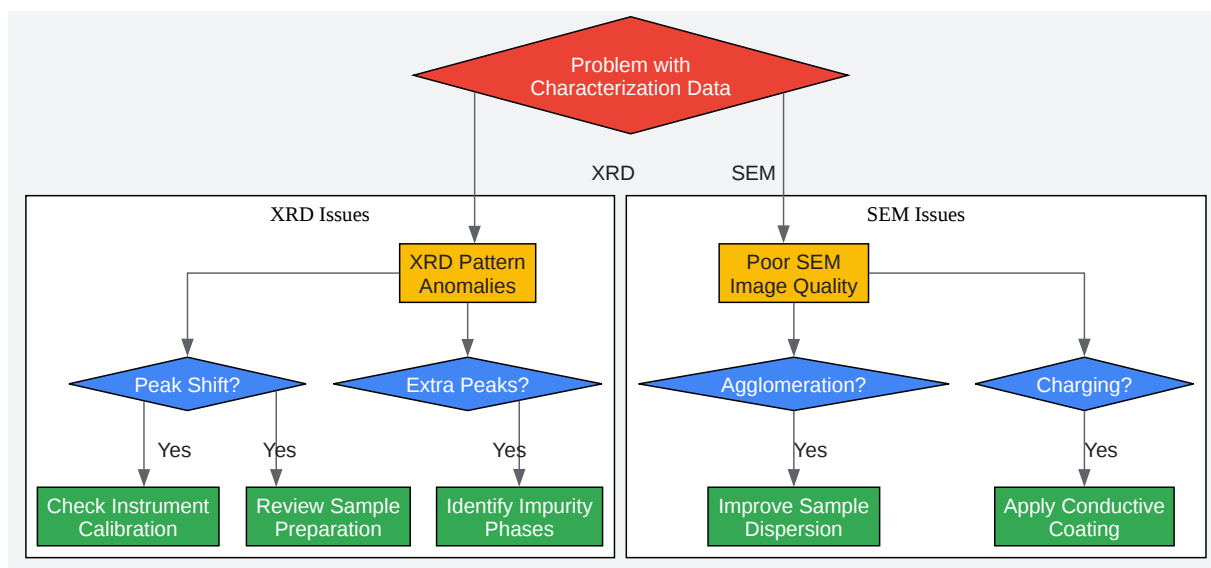 Problem with
Characterization Data
XRD
SEM
XRD Issues
SEM Issues
XRD Pattern
Anomalies
Poor SEM
Image Quality
Peak Shift?
Extra Peaks?
Agglomeration?
Charging?
Yes
Yes
Yes
Yes
Yes
Check Instrument
Calibration
Review Sample
Preparation
Identify Impurity
Phases
Improve Sample
Dispersion
Apply Conductive
Coating